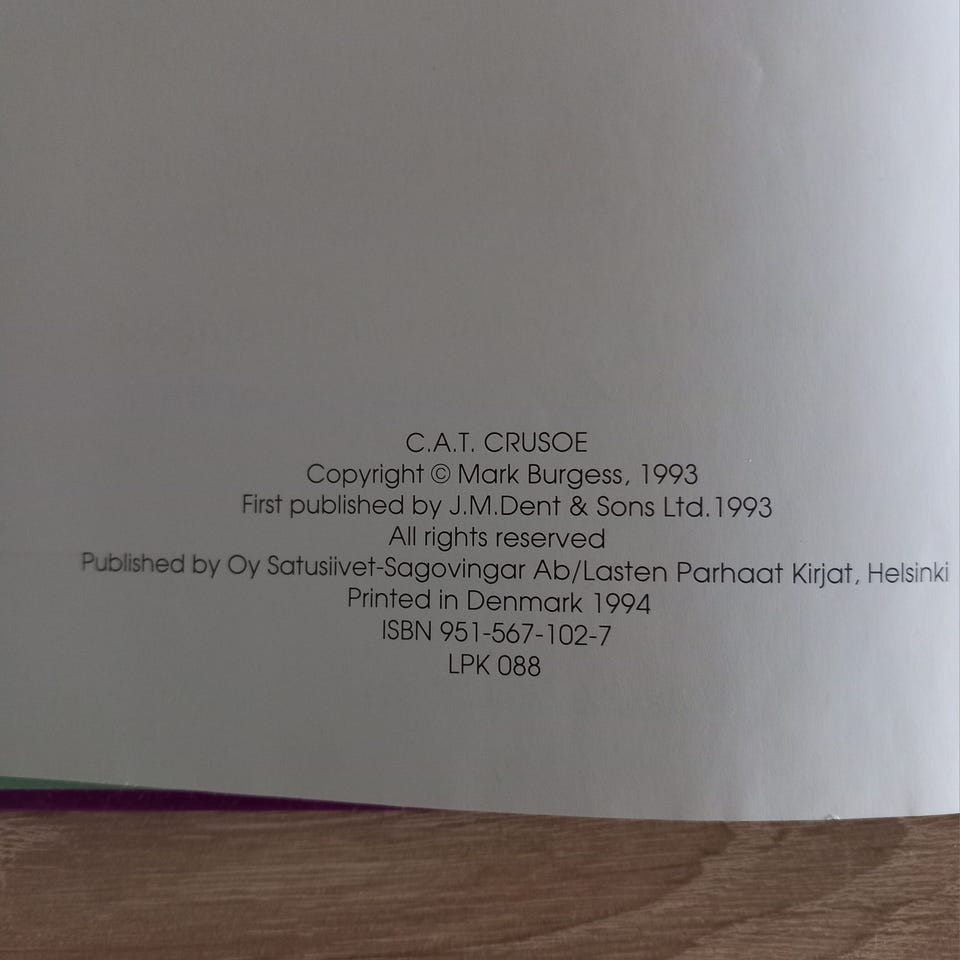 C.A.T. CRUSOE
Copyright © Mark Burgess, 1993
First published by J.M.Dent & Sons Ltd.1993
All rights reserved
Published by Oy Satusiivet-Sagovingar Ab/Lasten Parhaat Kirjat, Helsinki
Printed in Denmark 1994
ISBN 951-567-102-7
LPK 088